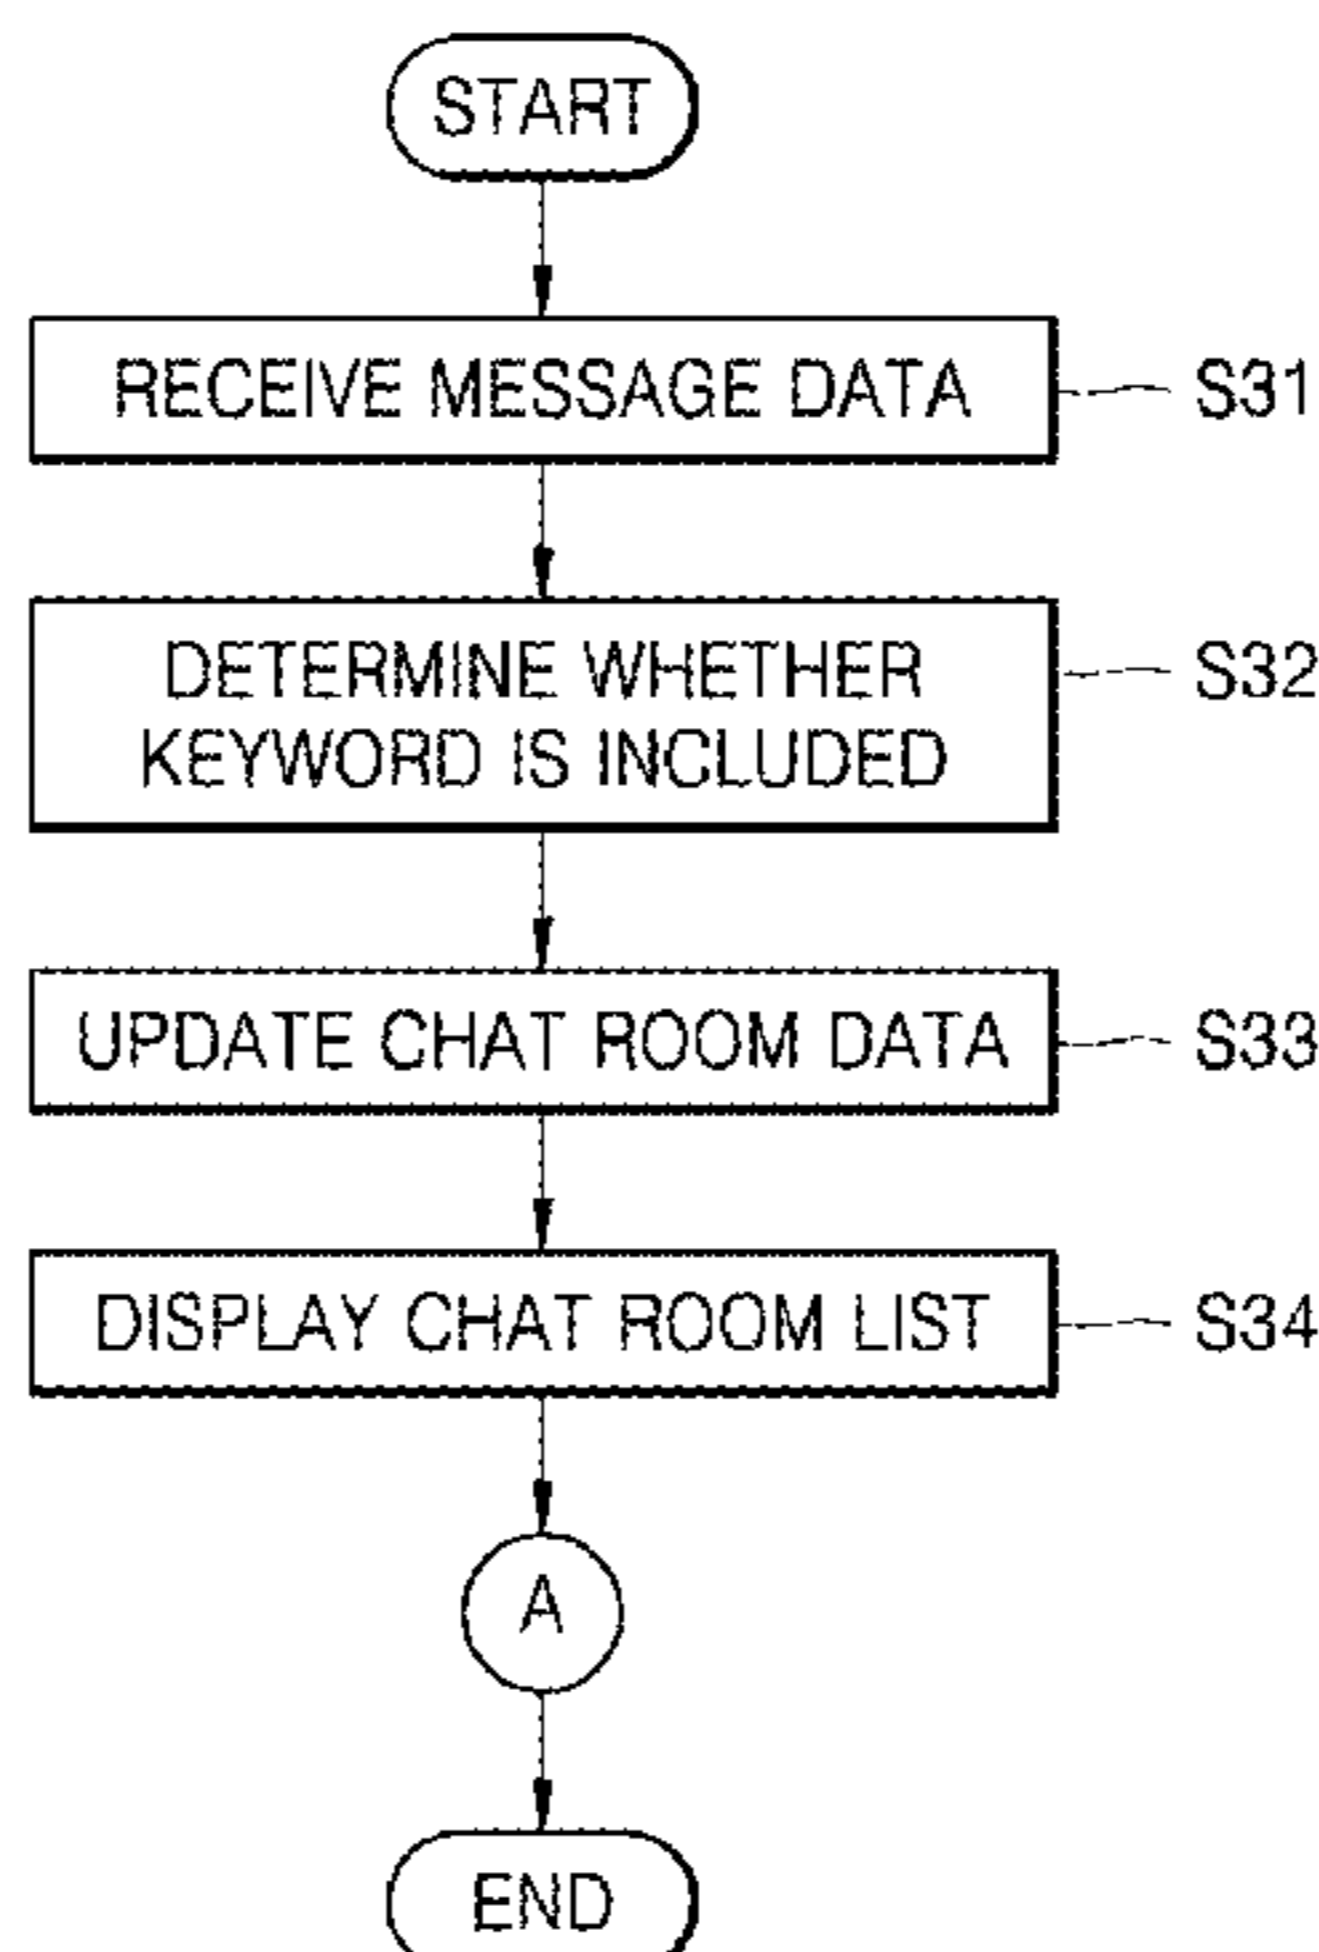 START
RECEIVE MESSAGE DATA
S31
DETERMINE WHETHER
KEYWORD IS INCLUDED
S32
UPDATE CHAT ROOM DATA
S33
DISPLAY CHAT ROOM LIST
S34
A
END